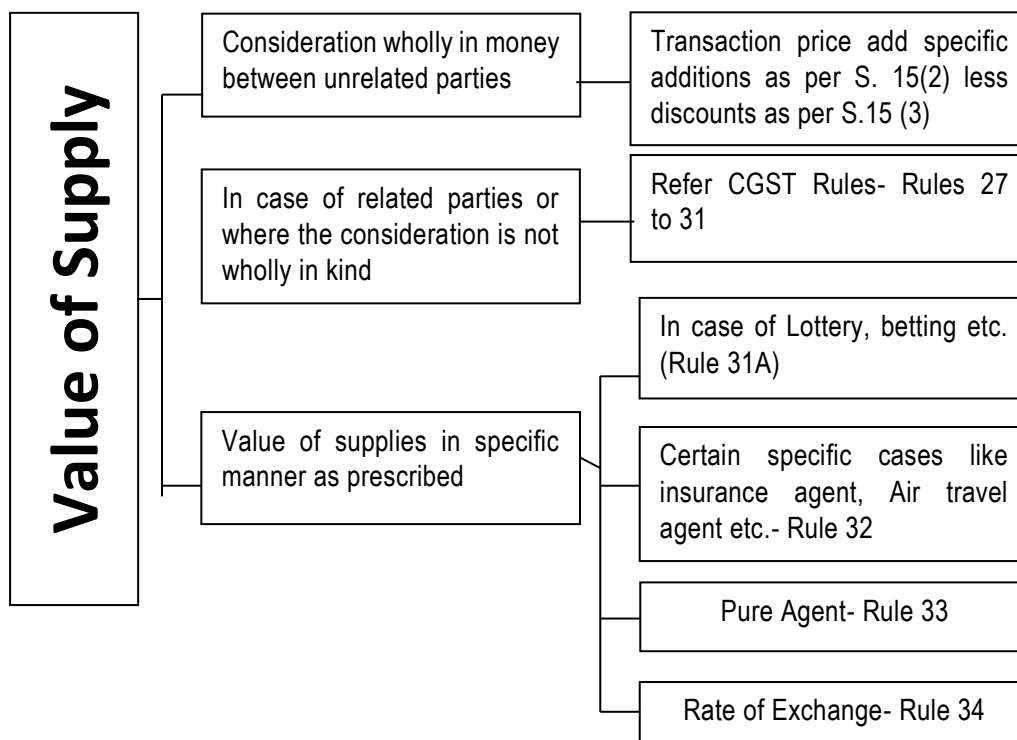 Value of Supply
Consideration wholly in money
between unrelated parties
Transaction price add specific
additions as per S. 15(2) less
discounts as per S.15 (3)
In case of related parties or
where the consideration is not
wholly in kind
Refer CGST Rules- Rules 27
to 31
Value of supplies in specific
manner as prescribed
In case of Lottery, betting etc.
(Rule 31A)
Certain specific cases like
insurance agent, Air travel
agent etc.- Rule 32
Pure Agent- Rule 33
Rate of Exchange- Rule 34